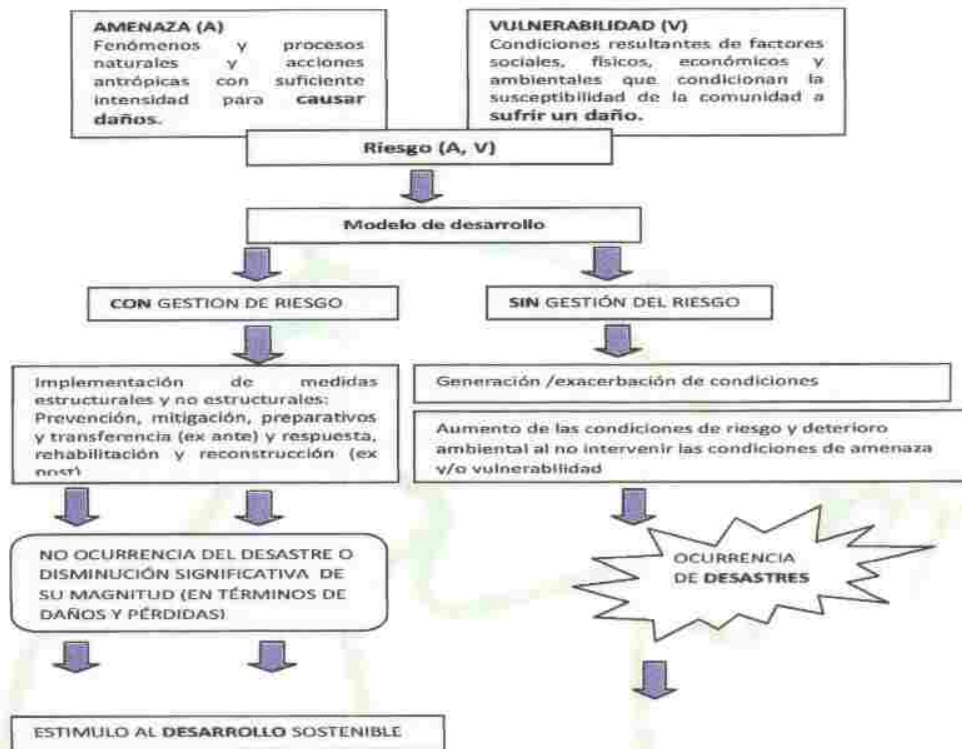 AMENAZA (A)
Fenómenos y procesos
naturales y acciones
antrópicas con suficiente
intensidad para causar
daños.
VULNERABILIDAD (V)
Condiciones resultantes de factores
sociales, físicos, económicos y
ambientales que condicionan la
susceptibilidad de la comunidad a
sufrir un daño.
Riesgo (A, V)
Modelo de desarrollo
CON GESTION DE RIESGO
SIN GESTIÓN DEL RIESGO
Implementación de medidas
estructurales y no estructurales:
Prevención, mitigación, preparativos
y transferencia (ex ante) y respuesta,
rehabilitación y reconstrucción (ex
post)
Generación /exacerbación de condiciones
Aumento de las condiciones de riesgo y deterioro
ambiental al no intervenir las condiciones de amenaza
y/o vulnerabilidad
NO OCURRENCIA DEL DESASTRE O
DISMINUCIÓN SIGNIFICATIVA DE
SU MAGNITUD (EN TÉRMINOS DE
DAÑOS Y PÉRDIDAS)
OCURRENCIA
DE DESASTRES
ESTIMULO AL DESARROLLO SOSTENIBLE